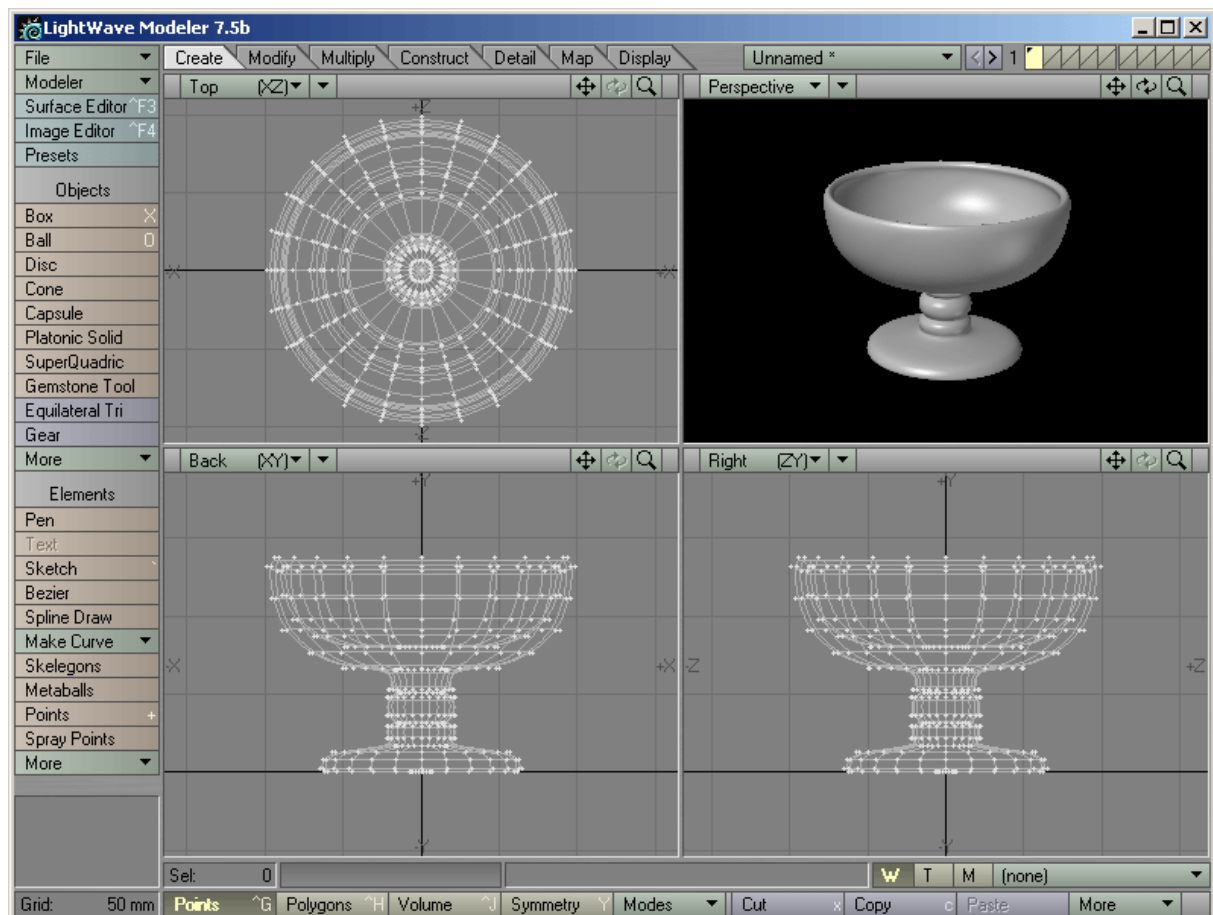 LightWave Modeler 7.5b
File
Create Modify Multiply Construct Detail Map Display Unnamed * < > 1
Modeler
Top (XZ)
Perspective
Surface Editor ^F3
Image Editor ^F4
Presets
Objects
Box X
Ball O
Disc
Cone
Capsule
Platonic Solid
SuperQuadric
Gemstone Tool
Equilateral Tri
Gear
More
+Z
-X
+X
-Z
Back (XY)
Right (ZY)
Elements
Pen
Text
Sketch `
Bezier
Spline Draw
Make Curve
Skelegons
Metaballs
Points +
Spray Points
More
+Y
-X
+X
-Y
+Y
-Z
+Z
-Y
Sel: 0
W T M (none)
Grid: 50 mm Points ^G Polygons ^H Volume ^J Symmetry Y Modes Cut x Copy c Paste More